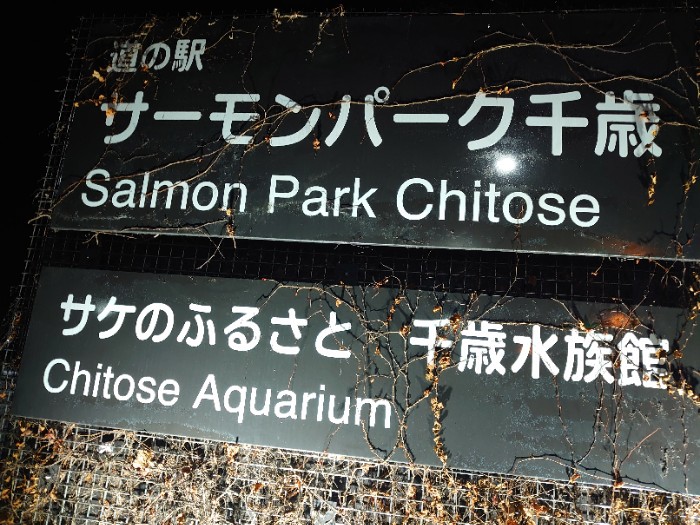 道の駅
サーモンパーク千歳
Salmon Park Chitose
サケのふるさと 千歳水族館
Chitose Aquarium